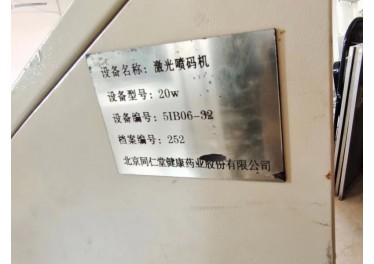 设备名称：激光喷码机
设备型号：20w
设备编号：5IB06-32
档案编号：252
北京同仁堂健康药业股份有限公司